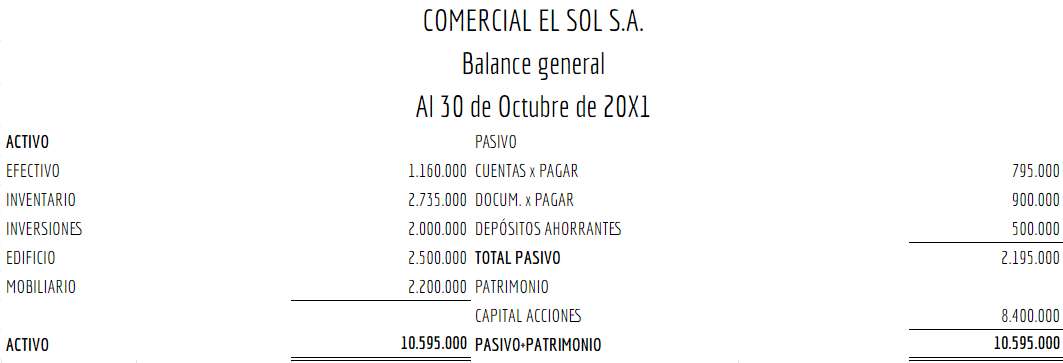 COMERCIAL EL SOL S.A.
Balance general
Al 30 de Octubre de 20X1
ACTIVO PASIVO
EFECTIVO 1.160.000 CUENTAS x PAGAR 795.000
INVENTARIO 2.735.000 DOCUM. x PAGAR 900.000
INVERSIONES 2.000.000 DEPÓSITOS AHORRANTES 500.000
EDIFICIO 2.500.000 TOTAL PASIVO 2.195.000
MOBILIARIO 2.200.000 PATRIMONIO
CAPITAL ACCIONES 8.400.000
ACTIVO 10.595.000 PASIVO+PATRIMONIO 10.595.000